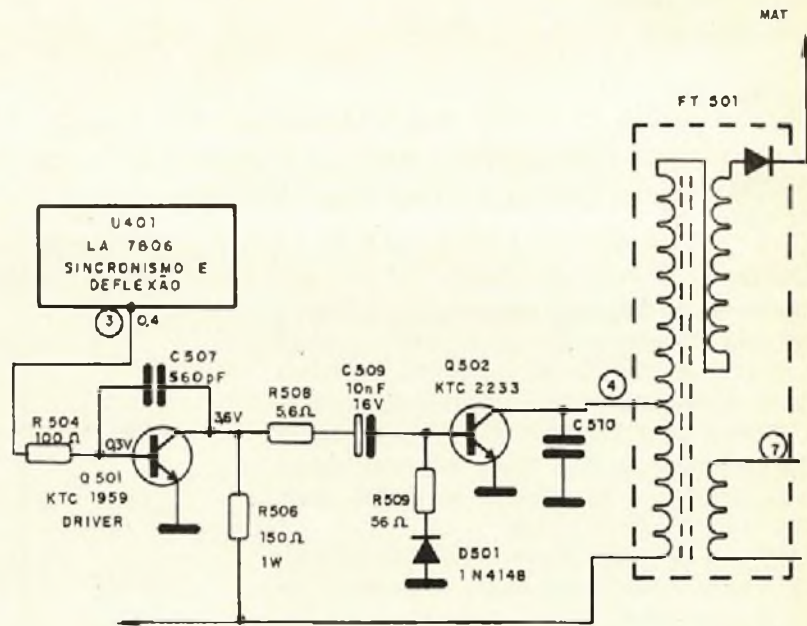 MAT
FT 501
U401
LA 7806
SINCRONISMO E
DEFLEXÃO
3
0,4
C507
560pF
R 504
100 Ω
0,3V
3,6V
Q501
KTC 1959
DRIVER
R508
5,6Ω
C509
10nF
16V
R506
150Ω
1W
Q502
KTC 2233
R509
56 Ω
D501
1N4148
C510
4
7